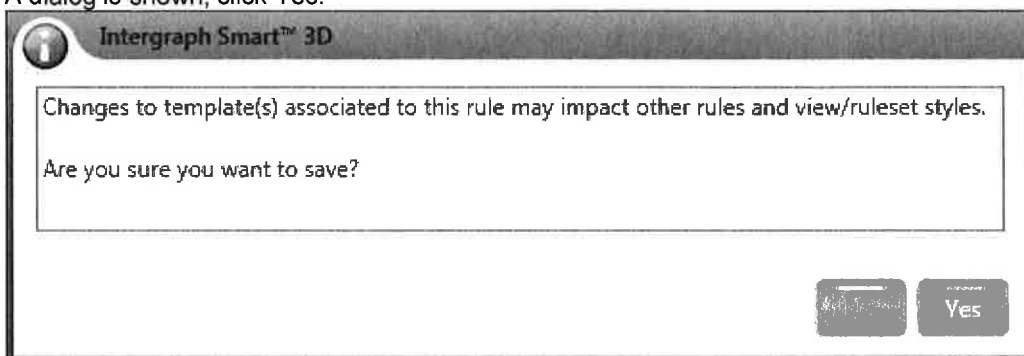 A dialog is shown, click Yes.
Intergraph Smart™ 3D
Changes to template(s) associated to this rule may impact other rules and view/ruleset styles.
Are you sure you want to save?
Yes